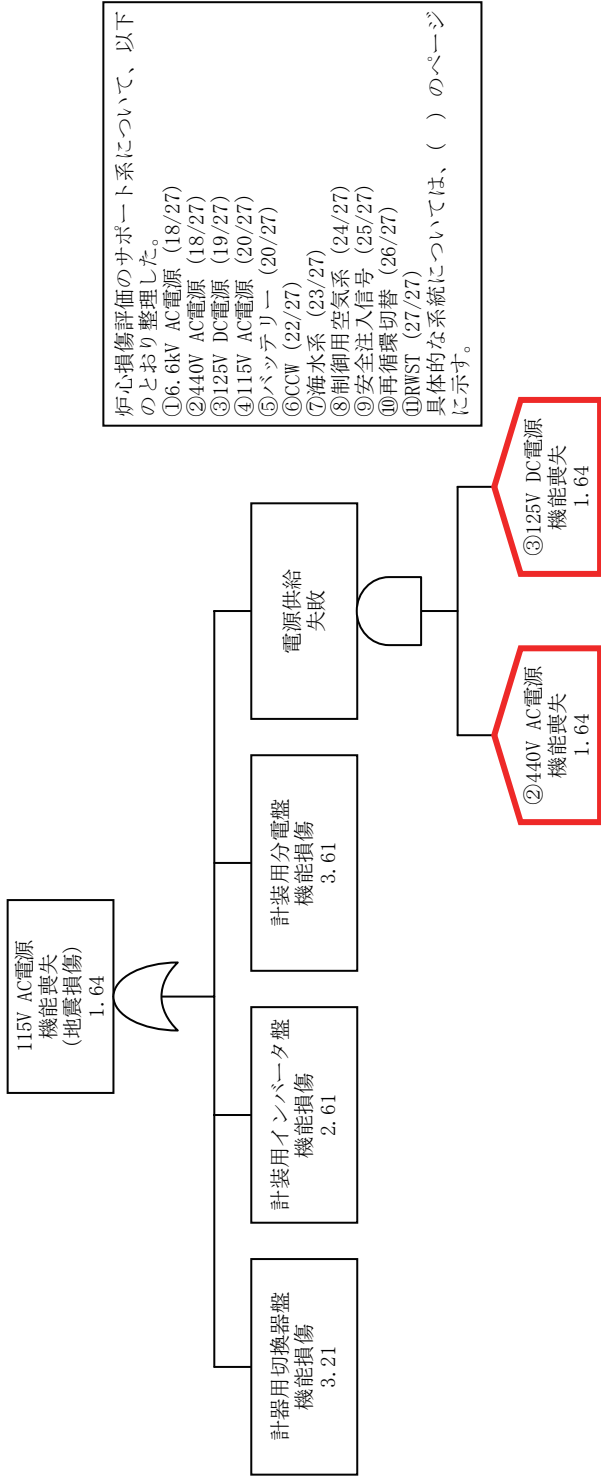 115V AC電源
機能喪失
(地震損傷)
1.64
計器用切換器盤
機能損傷
3.21
計装用インバータ盤
機能損傷
2.61
計装用分電盤
機能損傷
3.61
電源供給
失敗
②440V AC電源
機能喪失
1.64
③125V DC電源
機能喪失
1.64
炉心損傷評価のサポート系について、以下
のとおり整理した。
①6.6kV AC電源 (18/27)
②440V AC電源 (18/27)
③125V DC電源 (19/27)
④115V AC電源 (20/27)
⑤バッテリー (20/27)
⑥CCW (22/27)
⑦海水系 (23/27)
⑧制御用空気系 (24/27)
⑨安全注入信号 (25/27)
⑩再循環切替 (26/27)
⑪RWST (27/27)
具体的な系統については、( ) のページ
に示す。